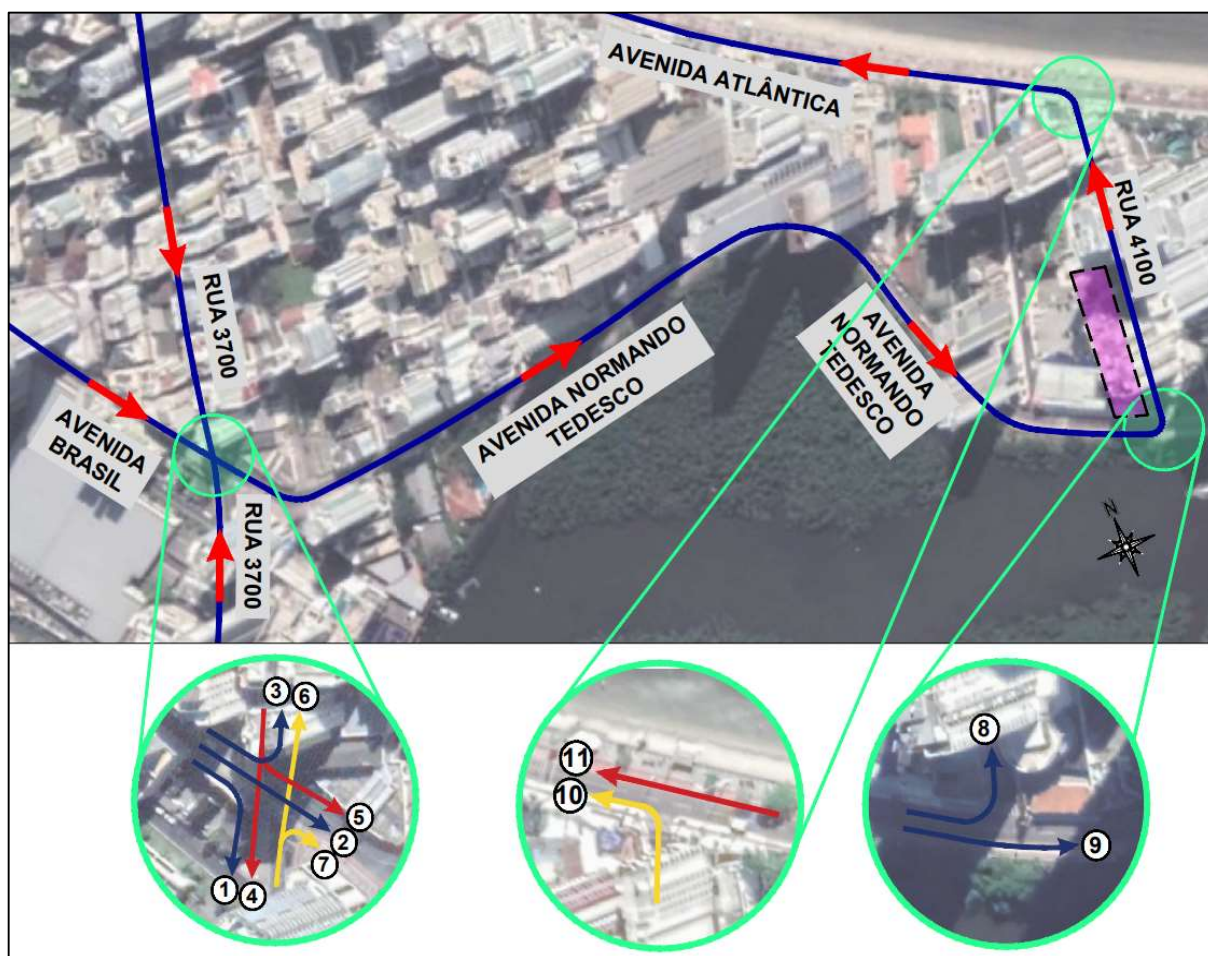 AVENIDA ATLÂNTICA
RUA 4100
RUA 3700
AVENIDA
NORMANDO
TEDESCO
AVENIDA NORMANDO
TEDESCO
AVENIDA
BRASIL
RUA 3700
N
3
6
5
2
7
1
4
11
10
8
9